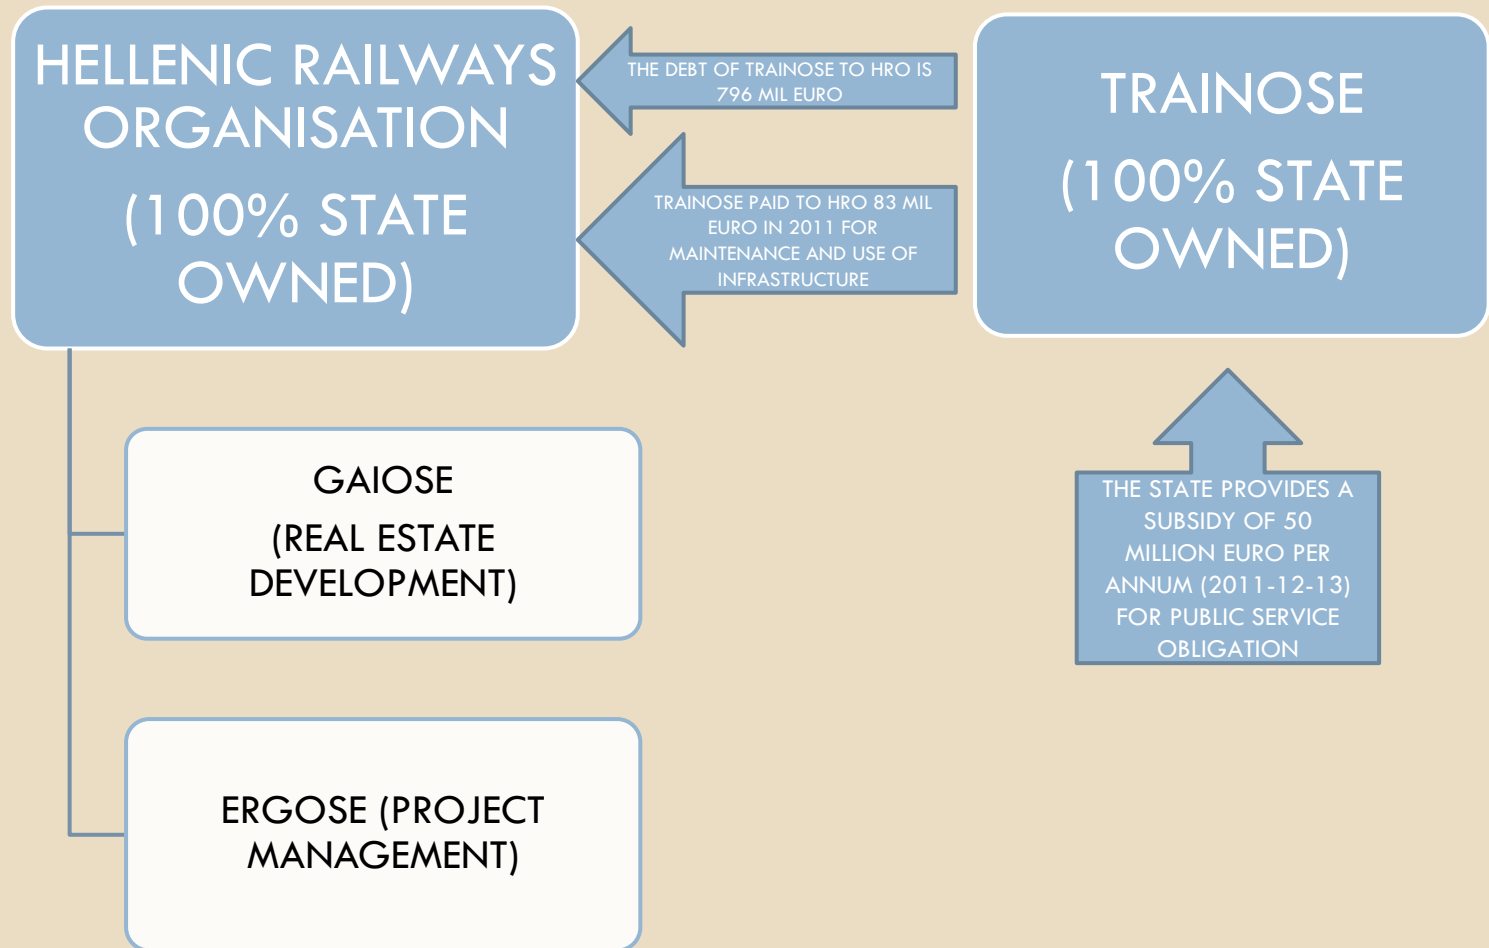 HELLENIC RAILWAYS
ORGANISATION
(100% STATE
OWNED)
THE DEBT OF TRAINOSE TO HRO IS
796 MIL EURO
TRAINOSE PAID TO HRO 83 MIL
EURO IN 2011 FOR
MAINTENANCE AND USE OF
INFRASTRUCTURE
TRAINOSE
(100% STATE
OWNED)
GAIOSE
(REAL ESTATE
DEVELOPMENT)
THE STATE PROVIDES A
SUBSIDY OF 50
MILLION EURO PER
ANNUM (2011-12-13)
FOR PUBLIC SERVICE
OBLIGATION
ERGOSE (PROJECT
MANAGEMENT)